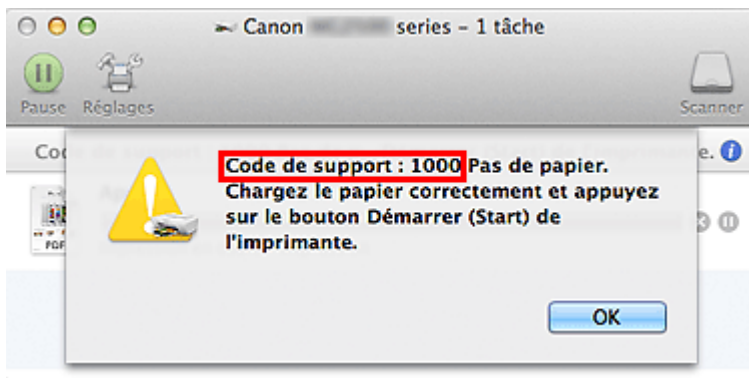 Canon series – 1 tâche
Pause Réglages Scanner
Code de support : 1000 Pas de papier.
Chargez le papier correctement et appuyez
sur le bouton Démarrer (Start) de
l'imprimante.
PDF
OK